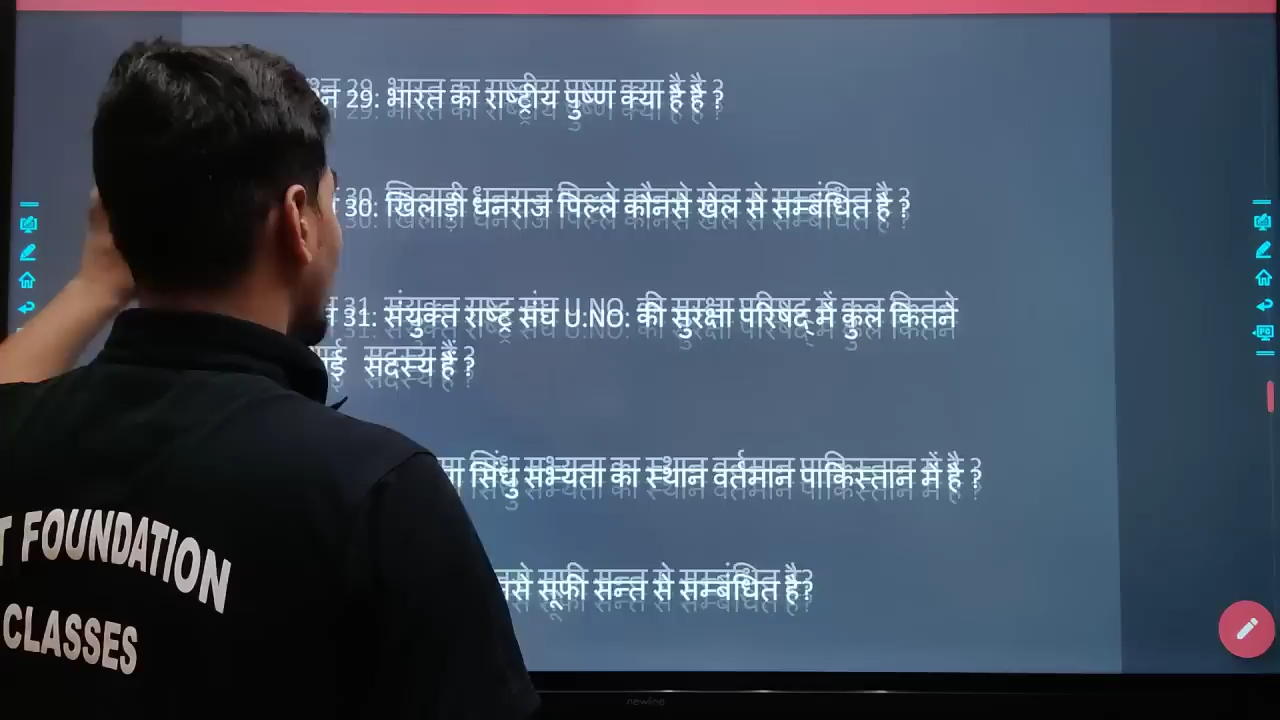 29: भारत का राष्ट्रीय पुष्ण क्या है है ?
30: खिलाड़ी धनराज पिल्ले कौनसे खेल से सम्बंधित है ?
31: संयुक्त राष्ट्र संघ U.NO. की सुरक्षा परिषद् में कुल कितने
सदस्य हैं ?
सिंधु सभ्यता का स्थान वर्तमान पाकिस्तान में है ?
सूफी सन्त से सम्बंधित है?
T FOUNDATION
CLASSES
newline